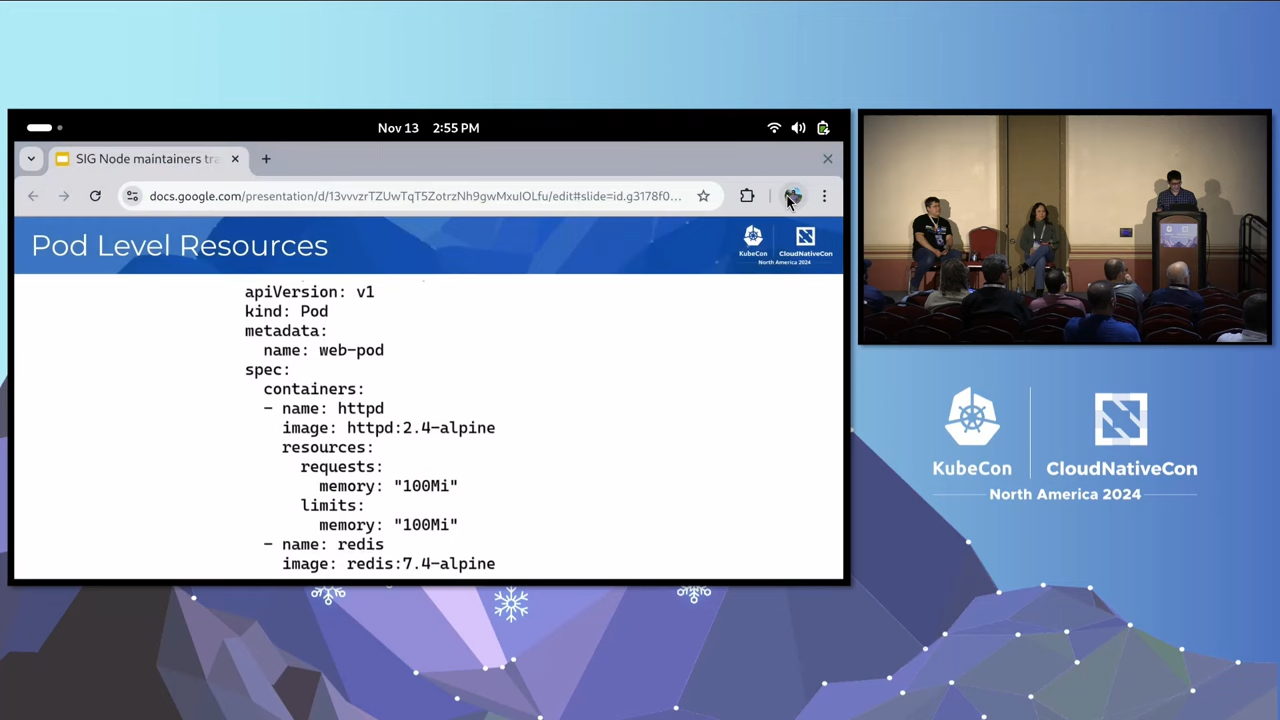 Nov 13 2:55 PM
SIG Node maintainers tra
docs.google.com/presentation/d/13vvvzrTZUwTqT5ZotrzNh9gwMxuIOLfu/edit#slide=id.g3178f0...
Pod Level Resources
KubeCon
CloudNativeCon
North America 2024
apiVersion: v1
kind: Pod
metadata:
  name: web-pod
spec:
  containers:
  - name: httpd
    image: httpd:2.4-alpine
    resources:
      requests:
        memory: "100Mi"
      limits:
        memory: "100Mi"
  - name: redis
    image: redis:7.4-alpine
KubeCon
CloudNativeCon
North America 2024